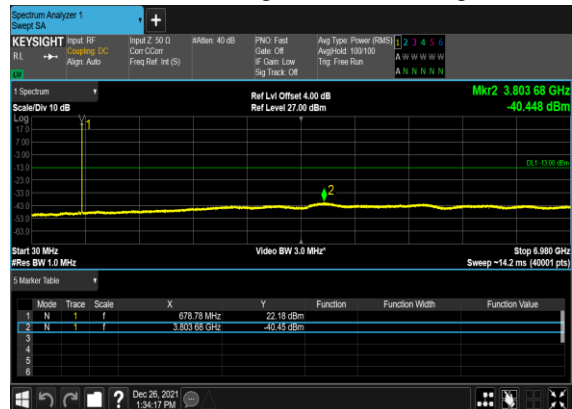 Spectrum Analyzer 1
Swept SA
+
KEYSIGHT Input: RF Input Z: 50 Ω #Atten: 40 dB PNO: Fast Avg Type: Power (RMS) 1 2 3 4 5 6
RL Coupling: DC Corr CCorr Gate: Off Avg|Hold: 100/100 A W W W W W
Align: Auto Freq Ref: Int (S) IF Gain: Low Trig: Free Run
LW Sig Track: Off A N N N N N
1 Spectrum Ref Lvl Offset 4.00 dB Mkr2 3.803 68 GHz
Scale/Div 10 dB Ref Level 27.00 dBm -40.448 dBm
Log
17.0
7.00
-3.00
-13.0
-23.0
-33.0
-43.0
-53.0
-63.0
1
2
DL1 -13.00 dBm
Start 30 MHz Video BW 3.0 MHz* Stop 6.980 GHz
#Res BW 1.0 MHz Sweep ~14.2 ms (40001 pts)
5 Marker Table
Mode Trace Scale X Y Function Function Width Function Value
1 N 1 f 678.78 MHz 22.18 dBm
2 N 1 f 3.803 68 GHz -40.45 dBm
3
4
5
6
? Dec 26, 2021
1:34:17 PM